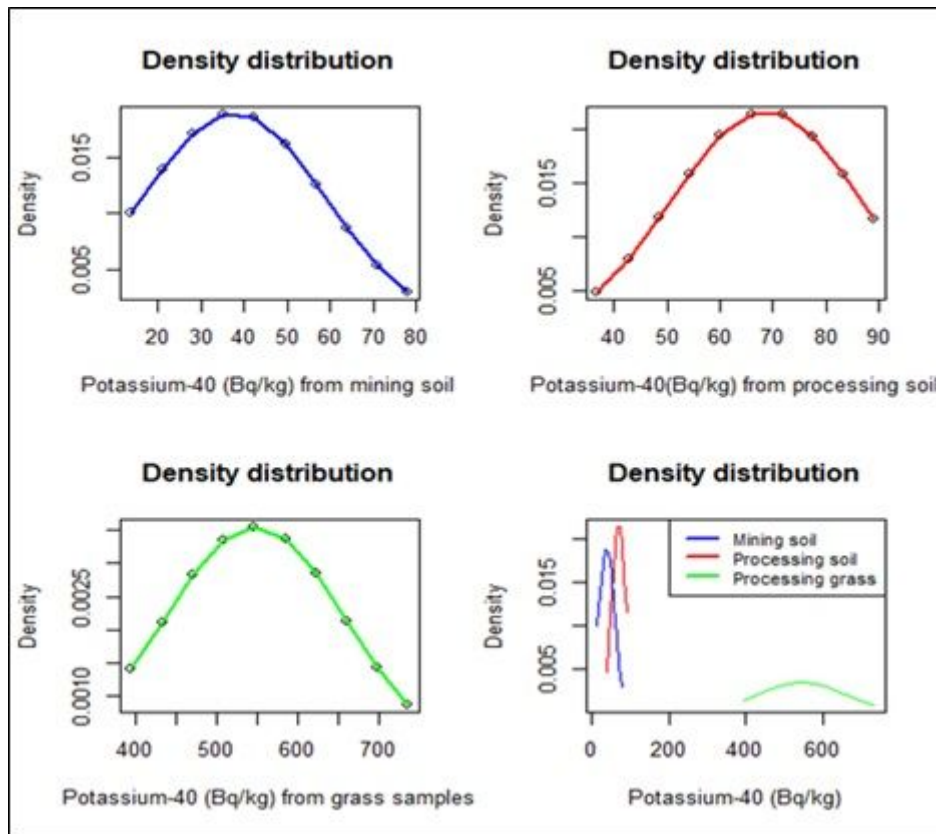 Density distribution
Density
0.005
0.015
20 30 40 50 60 70 80
Potassium-40 (Bq/kg) from mining soil
Density distribution
Density
0.005
0.015
40 50 60 70 80 90
Potassium-40(Bq/kg) from processing soil
Density distribution
Density
0.0010
0.0025
400 500 600 700
Potassium-40 (Bq/kg) from grass samples
Density distribution
Density
0.005
0.015
Mining soil
Processing soil
Processing grass
0 200 400 600
Potassium-40 (Bq/kg)